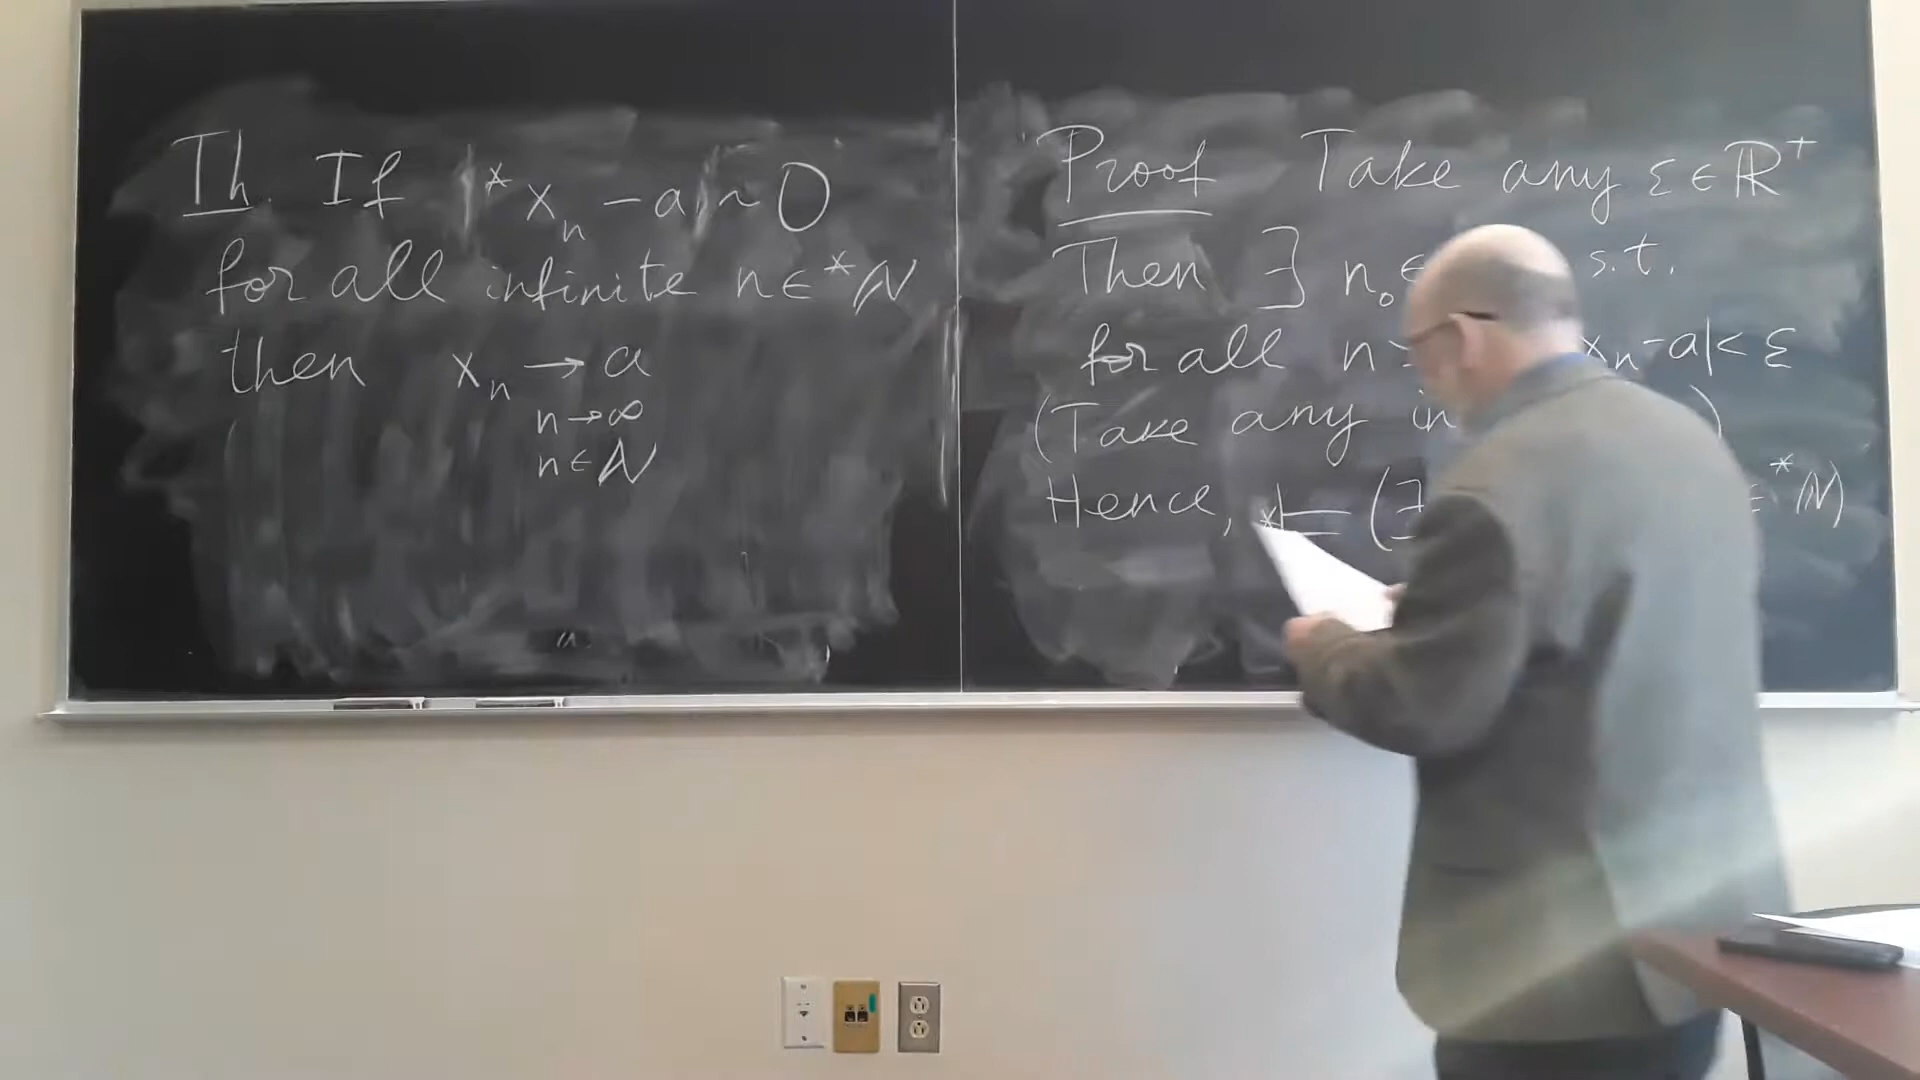 Th. If |*xₙ - a| ~ 0
for all infinite n ∈ *N
then xₙ → a
n → ∞
n ∈ N
Proof Take any ε ∈ R⁺
Then ∃ n₀ ∈ s.t.
for all n xₙ - a| < ε
(Take any )
Hence, *⊨ (∃ ∈ *N)